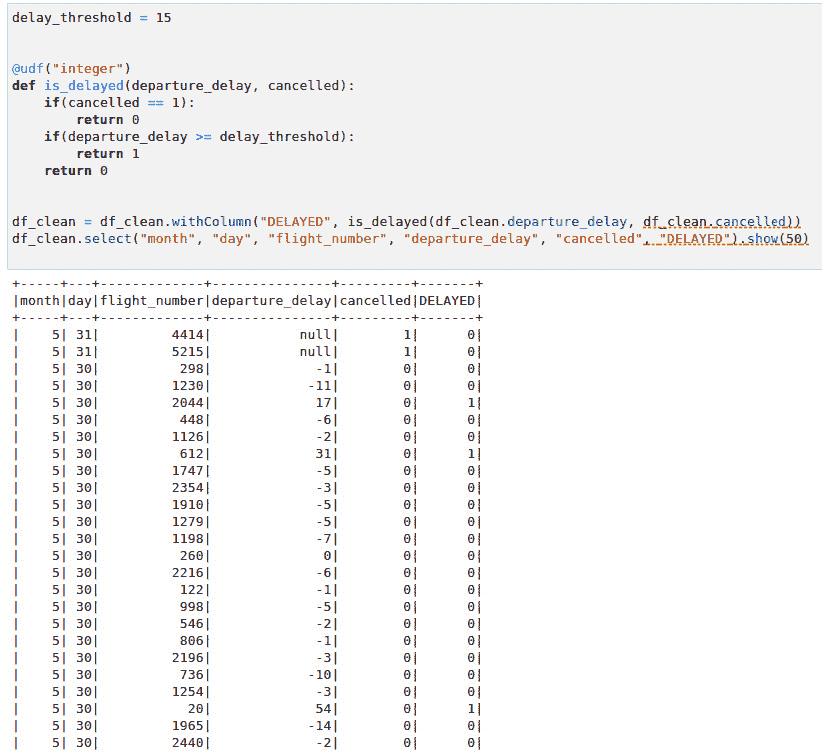 delay_threshold = 15
@udf("integer")
def is_delayed(departure_delay, cancelled):
    if(cancelled == 1):
        return 0
    if(departure_delay >= delay_threshold):
        return 1
    return 0
df_clean = df_clean.withColumn("DELAYED", is_delayed(df_clean.departure_delay, df_clean.cancelled))
df_clean.select("month", "day", "flight_number", "departure_delay", "cancelled", "DELAYED").show(50)
+-----+---+-------------+---------------+---------+-------+
|month|day|flight_number|departure_delay|cancelled|DELAYED|
+-----+---+-------------+---------------+---------+-------+
|    5| 31|         4414|           null|        1|      0|
|    5| 31|         5215|           null|        1|      0|
|    5| 30|          298|             -1|        0|      0|
|    5| 30|         1230|            -11|        0|      0|
|    5| 30|         2044|             17|        0|      1|
|    5| 30|          448|             -6|        0|      0|
|    5| 30|         1126|             -2|        0|      0|
|    5| 30|          612|             31|        0|      1|
|    5| 30|         1747|             -5|        0|      0|
|    5| 30|         2354|             -3|        0|      0|
|    5| 30|         1910|             -5|        0|      0|
|    5| 30|         1279|             -5|        0|      0|
|    5| 30|         1198|             -7|        0|      0|
|    5| 30|          260|              0|        0|      0|
|    5| 30|         2216|             -6|        0|      0|
|    5| 30|          122|             -1|        0|      0|
|    5| 30|          998|             -5|        0|      0|
|    5| 30|          546|             -2|        0|      0|
|    5| 30|          806|             -1|        0|      0|
|    5| 30|         2196|             -3|        0|      0|
|    5| 30|          736|            -10|        0|      0|
|    5| 30|         1254|             -3|        0|      0|
|    5| 30|           20|             54|        0|      1|
|    5| 30|         1965|            -14|        0|      0|
|    5| 30|         2440|             -2|        0|      0|